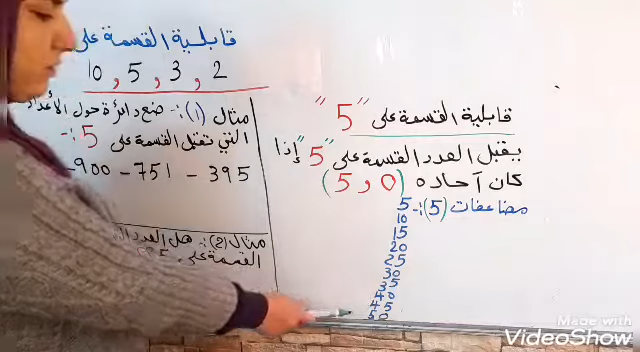 قابلية القسمة على
2 , 3 , 5 , 10
مثال (1):- ضع دائرة حول الأعداد
التي تقبل القسمة على 5:-
395 - 751 - 900 -
مثال (2):- هل العدد
القسمة على
قابلية القسمة على "5"
يقبل العدد القسمة على "5" إذا
كان آحاده (0 و 5)
مضاعفات (5):- 5
10
15
20
25
30
35
40
45
50
Made with
VideoShow